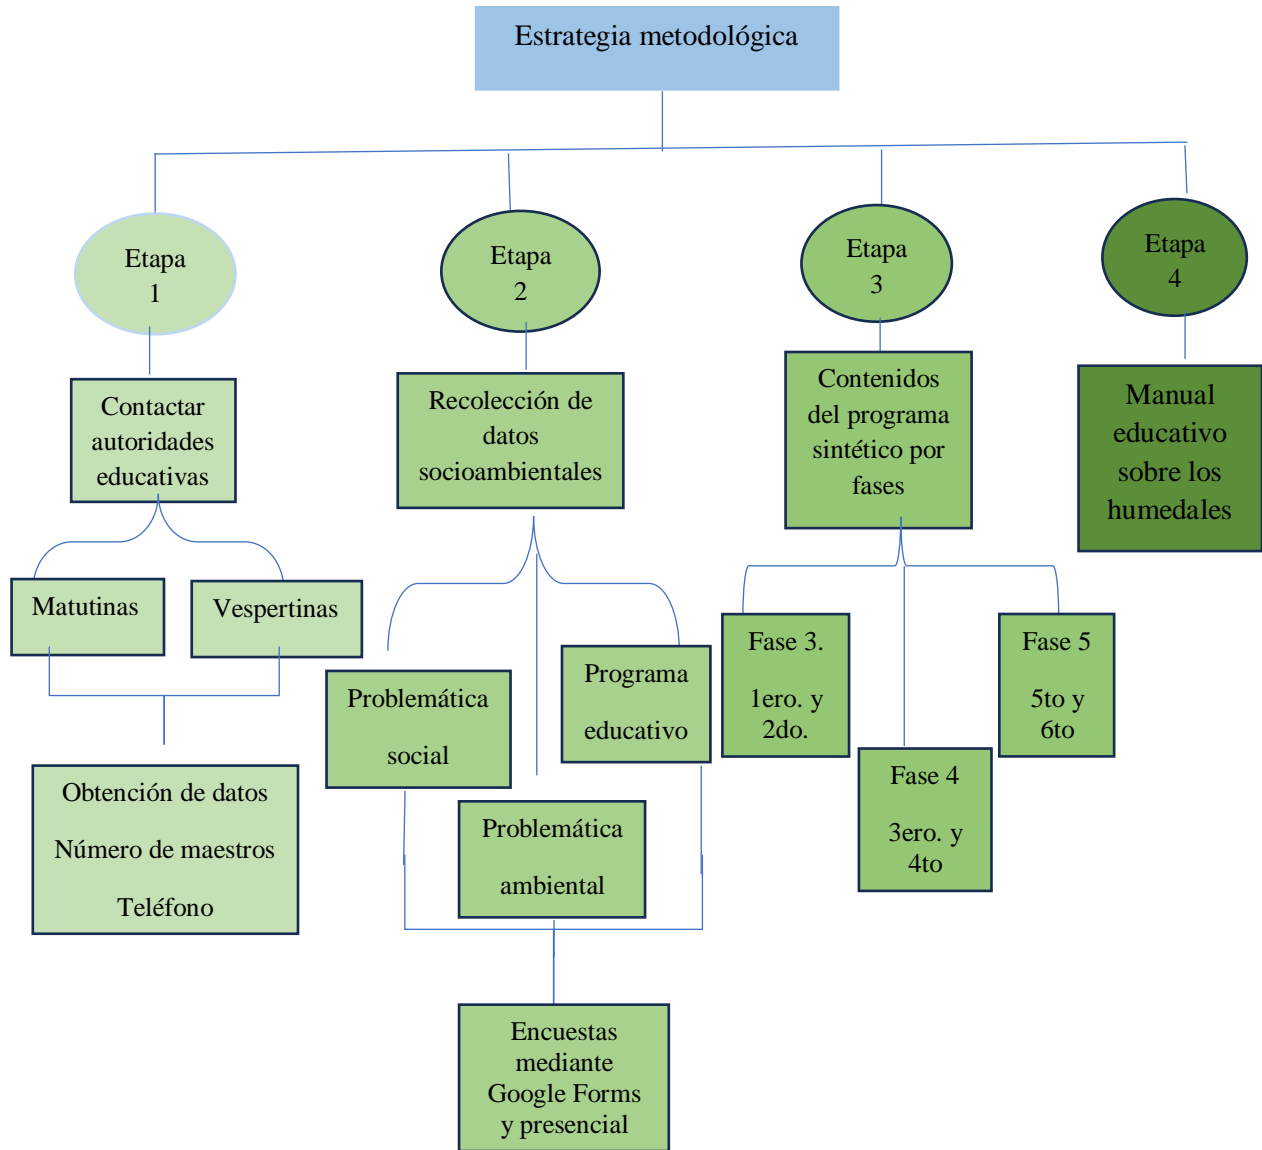 Estrategia metodológica
Etapa
1
Etapa
2
Etapa
3
Etapa
4
Contactar
autoridades
educativas
Recolección de
datos
socioambientales
Contenidos
del programa
sintético por
fases
Manual
educativo
sobre los
humedales
Matutinas
Vespertinas
Obtención de datos
Número de maestros
Teléfono
Problemática
social
Problemática
ambiental
Programa
educativo
Encuestas
mediante
Google Forms
y presencial
Fase 3.
1ero. y
2do.
Fase 4
3ero. y
4to
Fase 5
5to y
6to